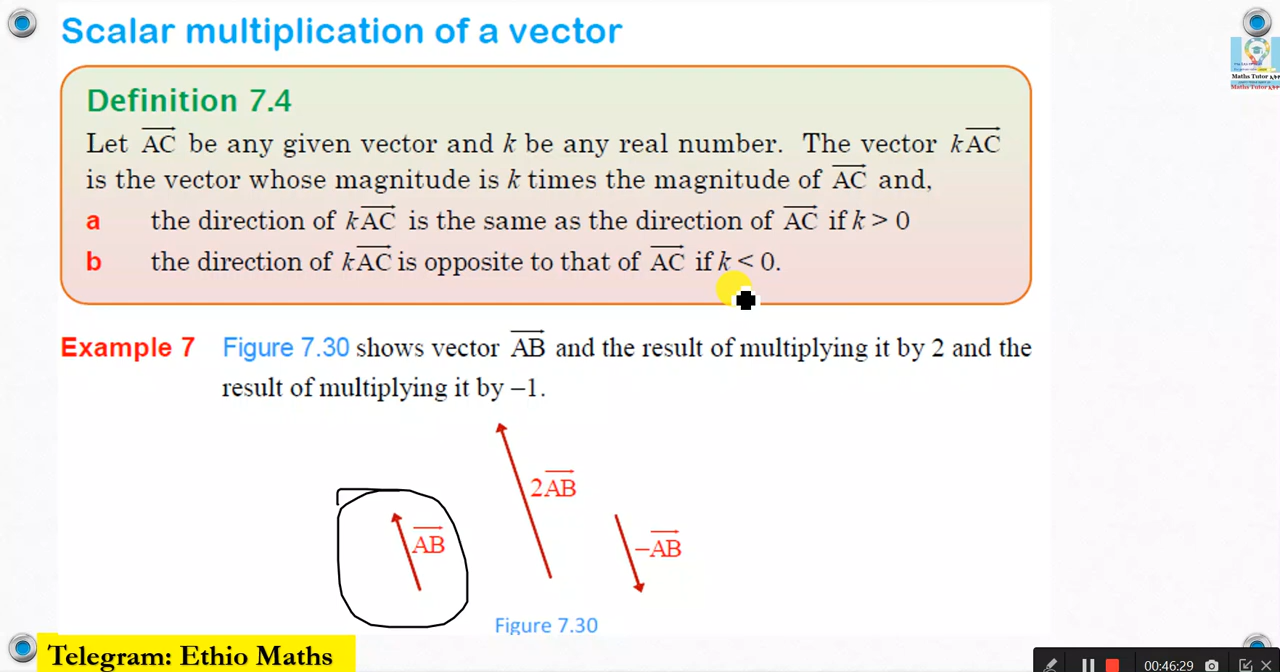 Scalar multiplication of a vector
Definition 7.4
Let AC be any given vector and k be any real number. The vector kAC
is the vector whose magnitude is k times the magnitude of AC and,
a the direction of kAC is the same as the direction of AC if k > 0
b the direction of kAC is opposite to that of AC if k < 0.
Example 7 Figure 7.30 shows vector AB and the result of multiplying it by 2 and the
result of multiplying it by –1.
2AB
AB
–AB
Figure 7.30
Telegram: Ethio Maths
00:46:29